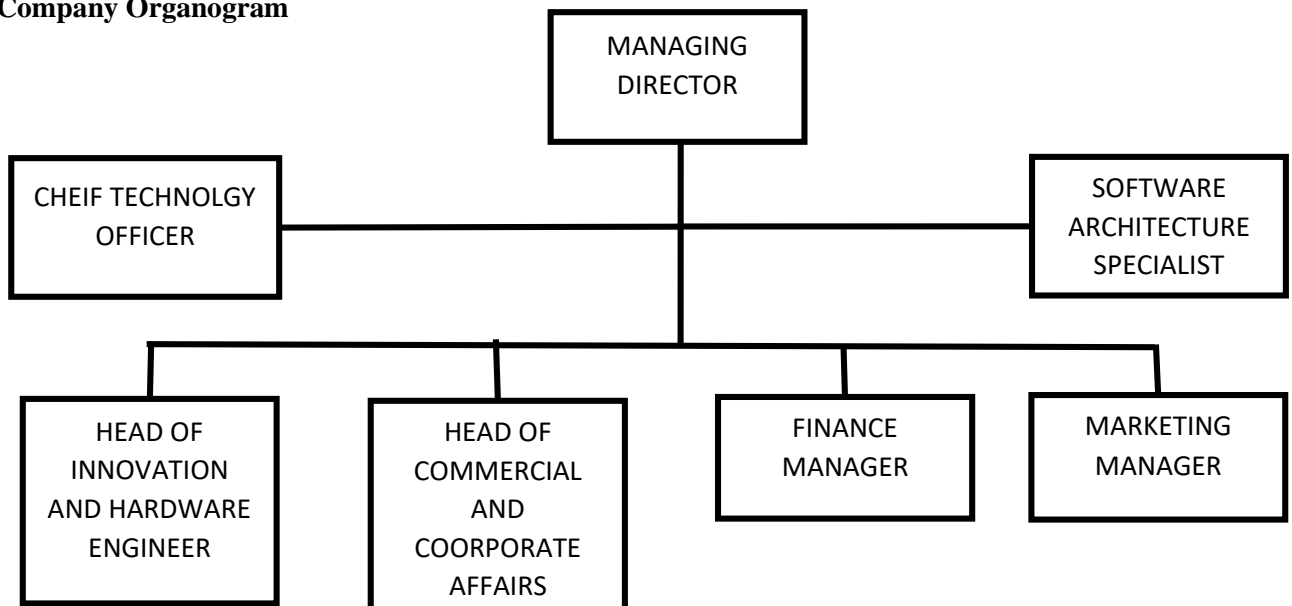 Company Organogram
MANAGING
DIRECTOR
CHEIF TECHNOLGY
OFFICER
SOFTWARE
ARCHITECTURE
SPECIALIST
HEAD OF
INNOVATION
AND HARDWARE
ENGINEER
HEAD OF
COMMERCIAL
AND
COORPORATE
AFFAIRS
FINANCE
MANAGER
MARKETING
MANAGER